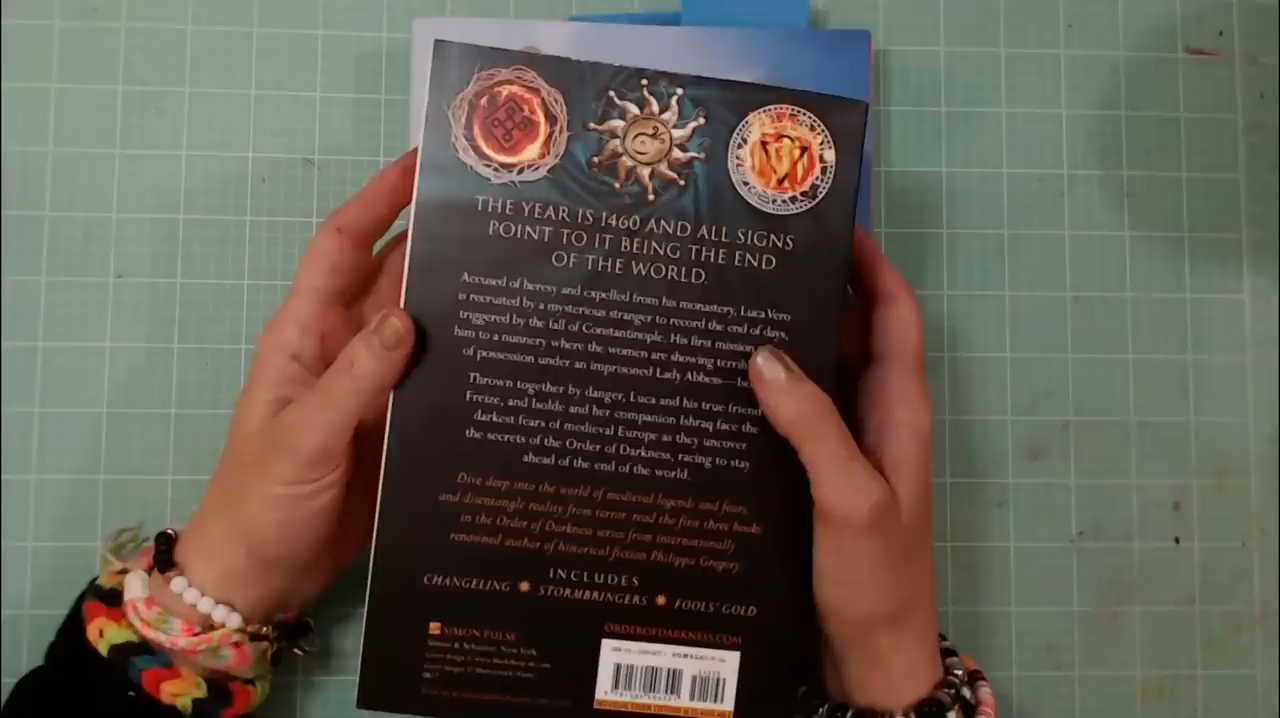 THE YEAR IS 1460 AND ALL SIGNS
POINT TO IT BEING THE END
OF THE WORLD.
Accused of heresy and expelled from his monastery, Luca Vero
is recruited by a mysterious stranger to record the end of days,
triggered by the fall of Constantinople. His first mission
him to a nunnery where the women are showing
of possession under an imprisoned Lady Abbess—
Thrown together by danger, Luca and his true friend
Freize, and Isolde and her companion Ishraq face the
darkest fears of medieval Europe as they uncover
the secrets of the Order of Darkness, racing to stay
ahead of the end of the world.
Dive deep into the world of medieval legends and fears,
and disentangle reality from terror: read the first three books
in the Order of Darkness series from internationally
renowned author of historical fiction Philippa Gregory.
INCLUDES
CHANGELING STORMBRINGERS FOOLS' GOLD
SIMON PULSE
Simon & Schuster, New York
ORDEROFDARKNESS.COM